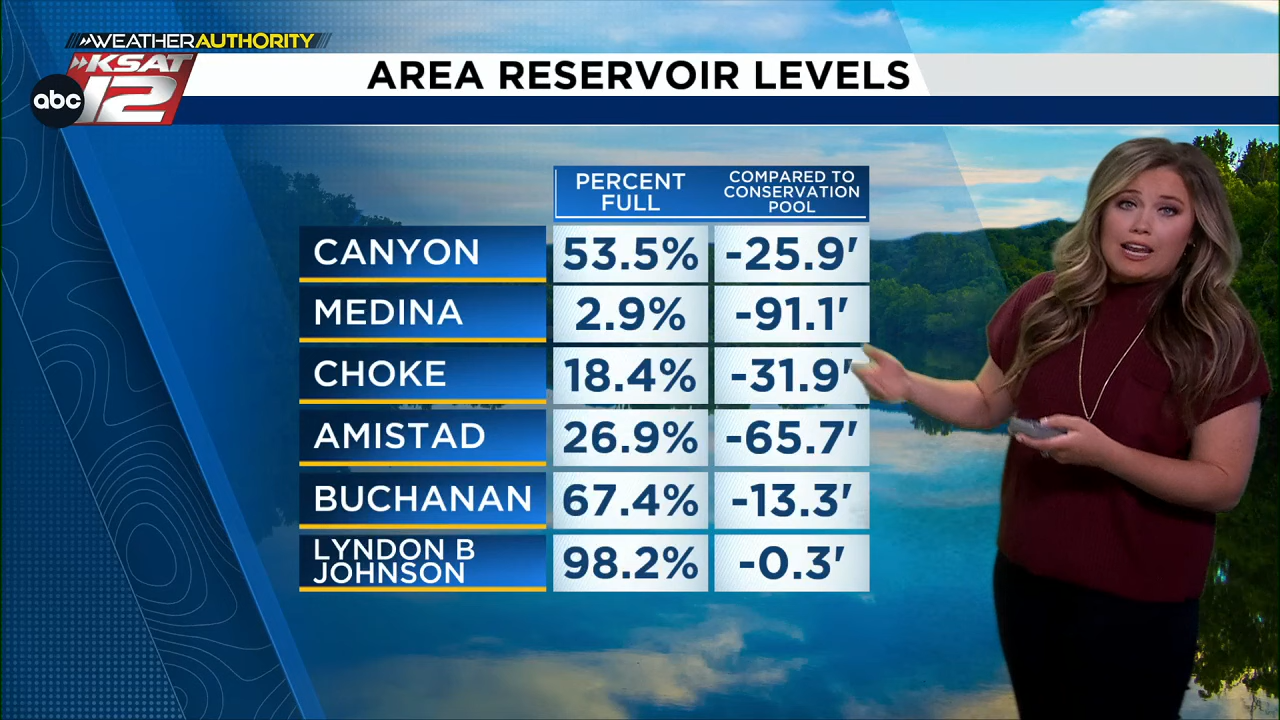 WEATHERAUTHORITY
KSAT
abc 12
AREA RESERVOIR LEVELS
PERCENT FULL
COMPARED TO CONSERVATION POOL
CANYON 53.5% -25.9'
MEDINA 2.9% -91.1'
CHOKE 18.4% -31.9'
AMISTAD 26.9% -65.7'
BUCHANAN 67.4% -13.3'
LYNDON B JOHNSON 98.2% -0.3'